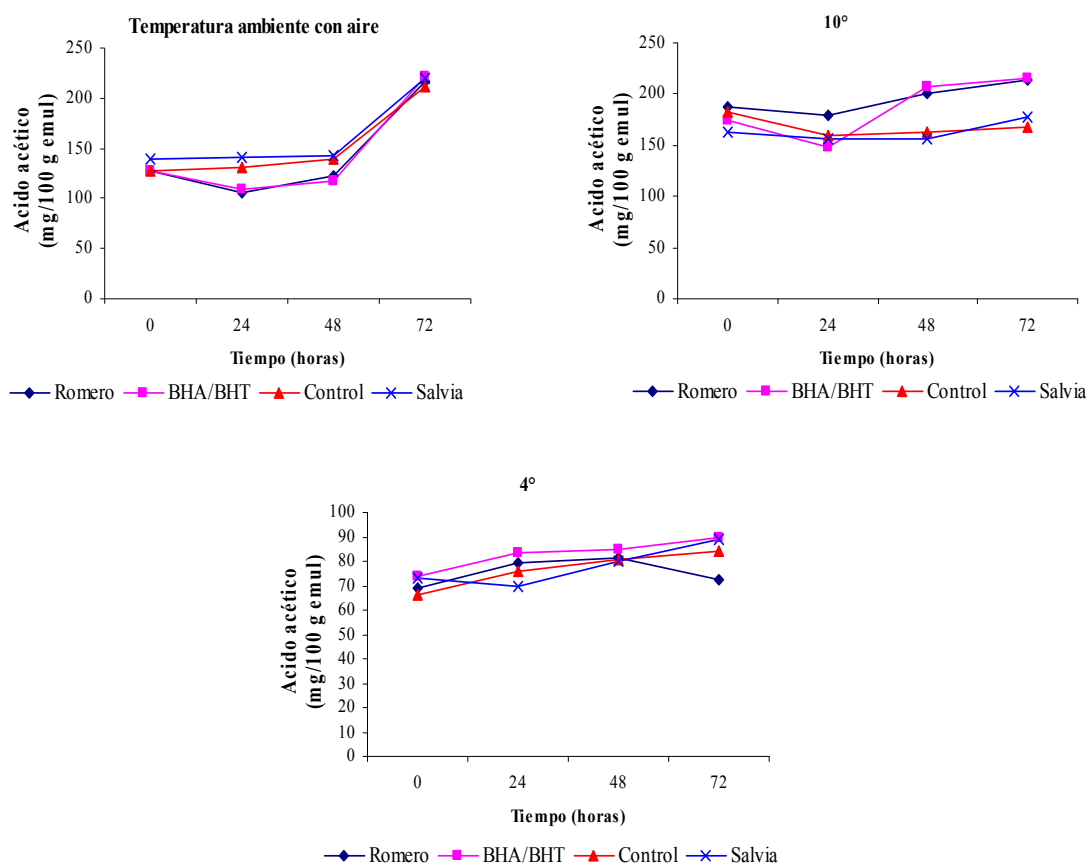 Temperatura ambiente con aire
250
200
150
100
50
0
Acido acético
(mg/100 g emul)
0 24 48 72
Tiempo (horas)
Romero BHA/BHT Control Salvia
10°
250
200
150
100
50
0
Acido acético
(mg/100 g emul)
0 24 48 72
Tiempo (horas)
Romero BHA/BHT Control Salvia
4°
100
90
80
70
60
50
40
30
20
10
0
Acido acético
(mg/100 g emul)
0 24 48 72
Tiempo (horas)
Romero BHA/BHT Control Salvia